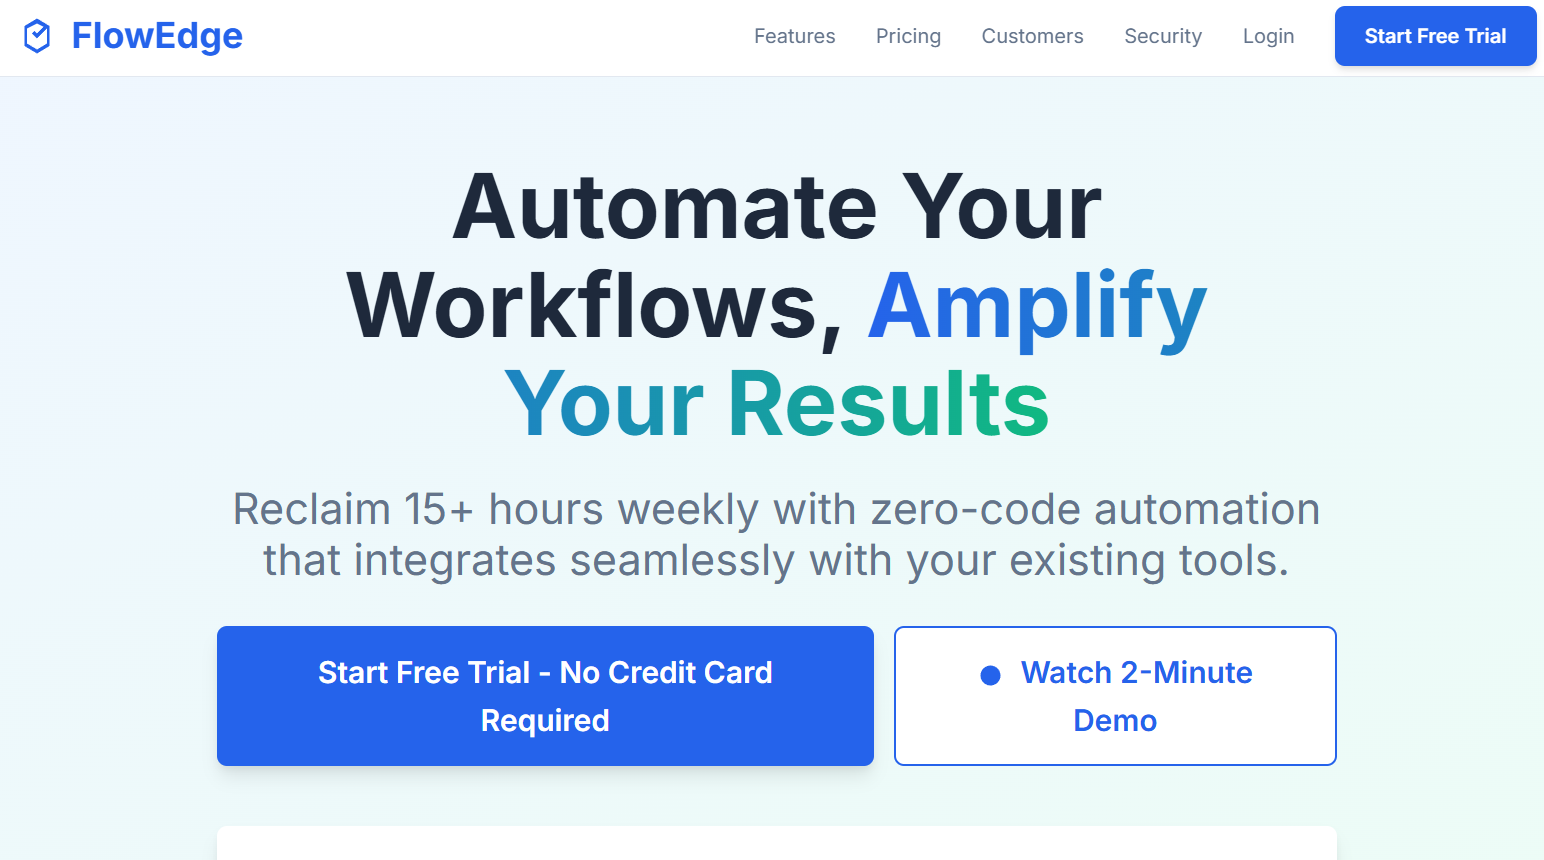 FlowEdge
Features Pricing Customers Security Login Start Free Trial
Automate Your
Workflows, Amplify
Your Results
Reclaim 15+ hours weekly with zero-code automation
that integrates seamlessly with your existing tools.
Start Free Trial - No Credit Card
Required
Watch 2-Minute
Demo